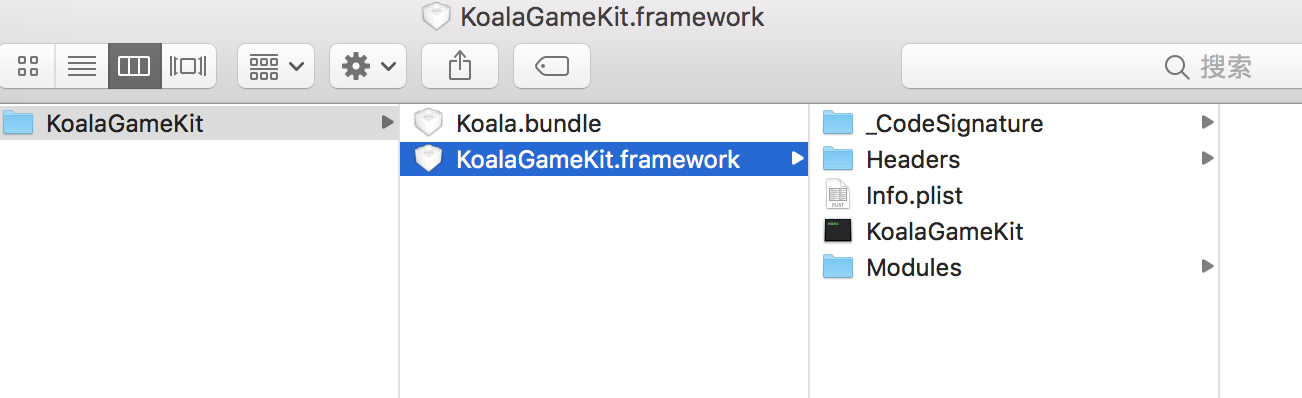 KoalaGameKit.framework
搜索
KoalaGameKit
Koala.bundle
KoalaGameKit.framework
_CodeSignature
Headers
Info.plist
KoalaGameKit
Modules